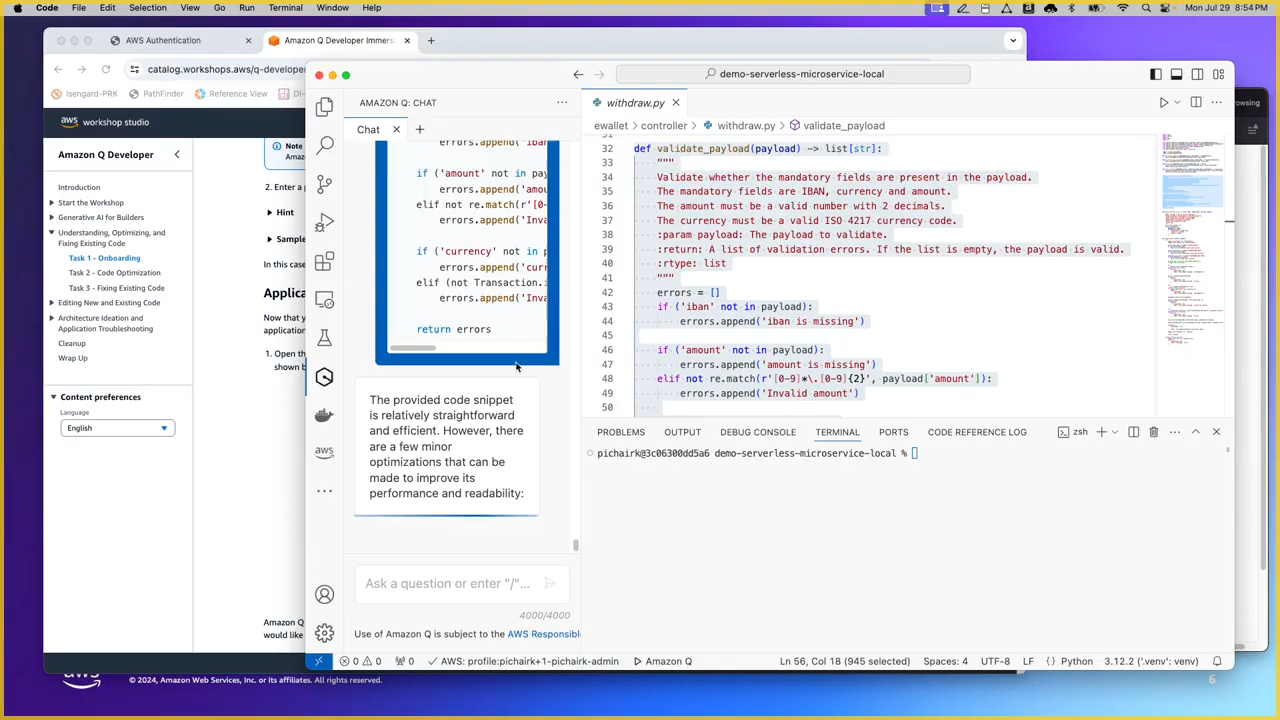 Code File Edit Selection View Go Run Terminal Window Help
Mon Jul 29 8:54 PM
AWS Authentication
Amazon Q Developer Immers
catalog.workshops.aws/q-develope
Isengard-PRK PathFinder Reference View DI-
aws workshop studio
Amazon Q Developer
Introduction
Start the Workshop
Generative AI for Builders
Understanding, Optimizing, and
Fixing Existing Code
Task 1 - Onboarding
Task 2 - Code Optimization
Task 3 - Fixing Existing Code
Editing New and Existing Code
Architecture Ideation and
Application Troubleshooting
Cleanup
Wrap Up
Content preferences
Language
English
Note
Amaz
2. Enter a p
Hint
Sample
In this case
Applica
Now that y
application
1. Open th
shown b
Amazon Q
would like
© 2024, Amazon Web Services, Inc. or its affiliates. All rights reserved.
aws
6
owsing
demo-serverless-microservice-local
AMAZON Q: CHAT
Chat
errors.append('iban
if ('amount' not in pay
errors.append('amou
elif not re.match(r'[0-
errors.append('Inva
if ('currency' not in p
errors.append('curr
elif (not Transaction.i
errors.append('Inva
return errors
The provided code snippet
is relatively straightforward
and efficient. However, there
are a few minor
optimizations that can be
made to improve its
performance and readability:
Ask a question or enter "/"...
4000/4000
Use of Amazon Q is subject to the AWS Responsibl
aws
withdraw.py
ewallet > controller > withdraw.py > validate_payload
31
32 def validate_payload(payload) -> list[str]:
33 """
34 Validate whether the mandatory fields are present in the payload.
35 The mandatory fields are IBAN, currency and amount.
36 The amount must be a valid number with 2 decimals.
37 The currency must be a valid ISO 4217 currency code.
38 :param payload: The payload to validate.
39 :return: A list of validation errors. If the list is empty, the payload is valid.
40 :rtype: list
41 """
42 errors = []
43 if ('iban' not in payload):
44 errors.append('iban is missing')
45
46 if ('amount' not in payload):
47 errors.append('amount is missing')
48 elif not re.match(r'[0-9]*\.[0-9]{2}', payload['amount']):
49 errors.append('Invalid amount')
50
PROBLEMS OUTPUT DEBUG CONSOLE TERMINAL PORTS CODE REFERENCE LOG
zsh
pichairk@3c06300dd5a6 demo-serverless-microservice-local %
0 0 0 AWS: profile:pichairk+1-pichairk-admin Amazon Q
Ln 56, Col 18 (945 selected) Spaces: 4 UTF-8 LF Python 3.12.2 ('.venv': venv)